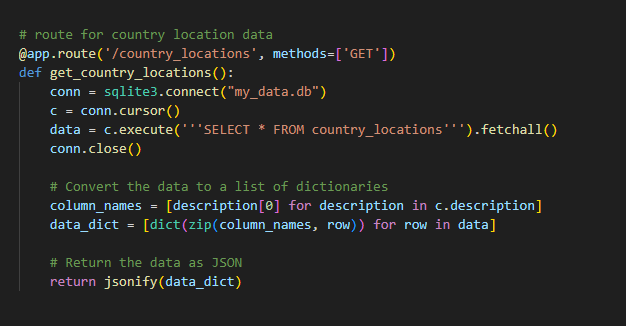 # route for country location data
@app.route('/country_locations', methods=['GET'])
def get_country_locations():
    conn = sqlite3.connect("my_data.db")
    c = conn.cursor()
    data = c.execute('''SELECT * FROM country_locations''').fetchall()
    conn.close()

    # Convert the data to a list of dictionaries
    column_names = [description[0] for description in c.description]
    data_dict = [dict(zip(column_names, row)) for row in data]

    # Return the data as JSON
    return jsonify(data_dict)